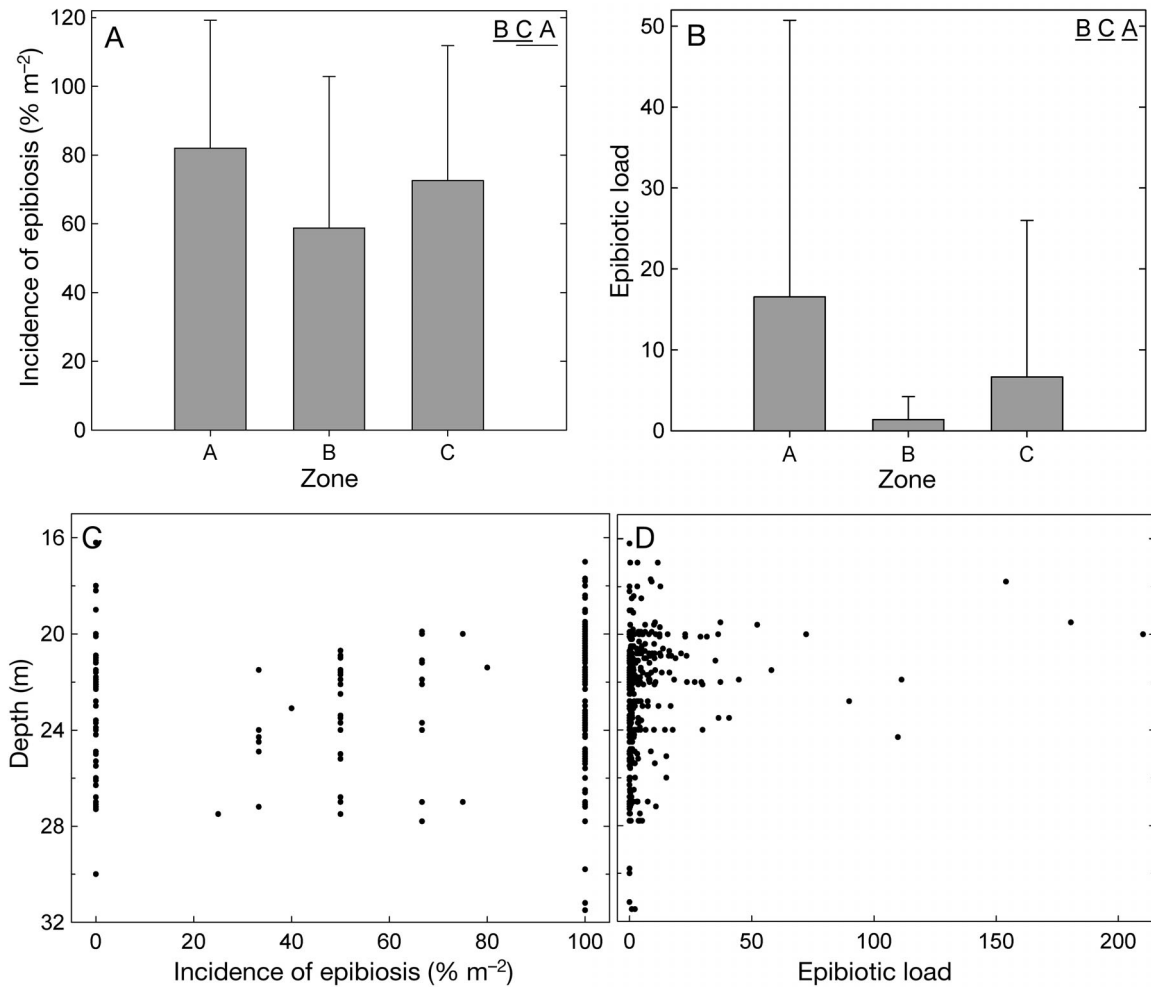 A
B C A
Incidence of epibiosis (% m⁻²)
120
100
80
60
40
20
0
A B C
Zone
B
B C A
Epibiotic load
50
40
30
20
10
0
A B C
Zone
C
Depth (m)
16
20
24
28
32
0 20 40 60 80 100
Incidence of epibiosis (% m⁻²)
D
0 50 100 150 200
Epibiotic load